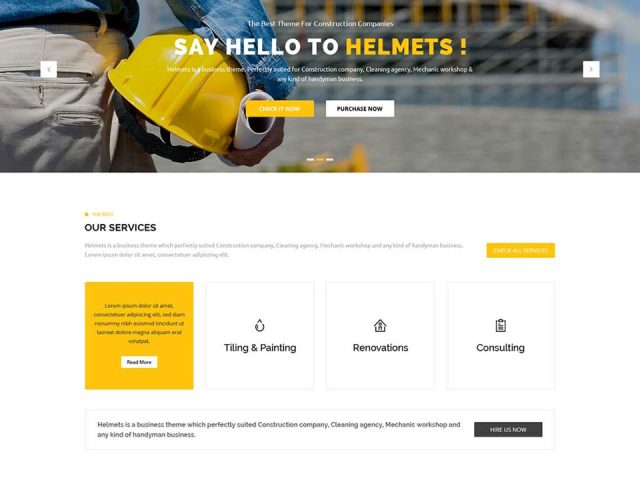 The Best Theme For Construction Companies
SAY HELLO TO HELMETS !
Helmets is a business theme. Perfectly suited for Construction company, Cleaning agency, Mechanic workshop &
any kind of handyman business.
CHECK IT NOW
PURCHASE NOW
THE BEST
OUR SERVICES
Helmets is a business theme which perfectly suited Construction company, Cleaning agency, Mechanic workshop and any kind of handyman business.
Lorem ipsum dolor sit amet, consectetuer adipiscing elit.
CHECK ALL SERVICES
Lorem ipsum dolor sit amet,
consectetuer adipiscing elit, sed diam
nonummy nibh euismod tincidunt ut
laoreet dolore magna aliquam erat
volutpat.
Read More
Tiling & Painting
Renovations
Consulting
Helmets is a business theme which perfectly suited Construction company, Cleaning agency, Mechanic workshop and
any kind of handyman business.
HIRE US NOW